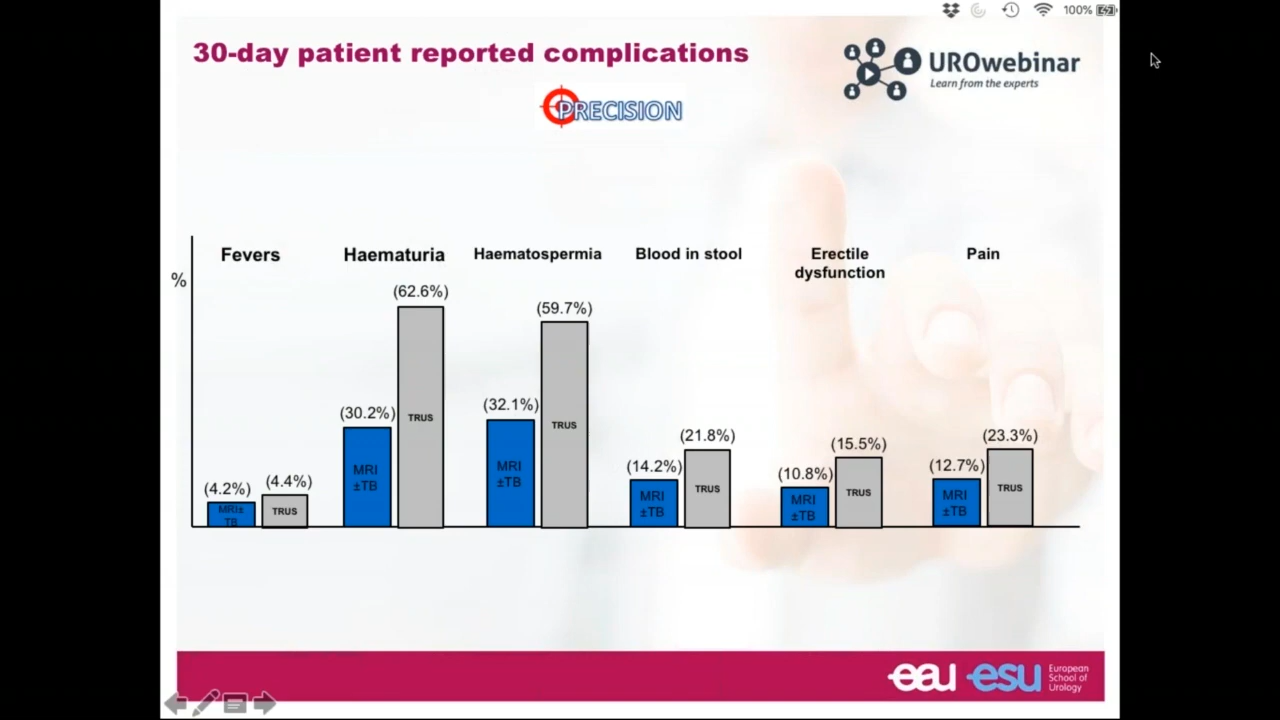 100%
30-day patient reported complications
UROwebinar
Learn from the experts
PRECISION
%
Fevers
Haematuria
Haematospermia
Blood in stool
Erectile
dysfunction
Pain
(4.2%)
(4.4%)
(30.2%)
(62.6%)
(32.1%)
(59.7%)
(14.2%)
(21.8%)
(10.8%)
(15.5%)
(12.7%)
(23.3%)
MRI±
TB
TRUS
MRI
±TB
TRUS
MRI
±TB
TRUS
MRI
±TB
TRUS
MRI
±TB
TRUS
MRI
±TB
TRUS
eau esu
European
School of
Urology